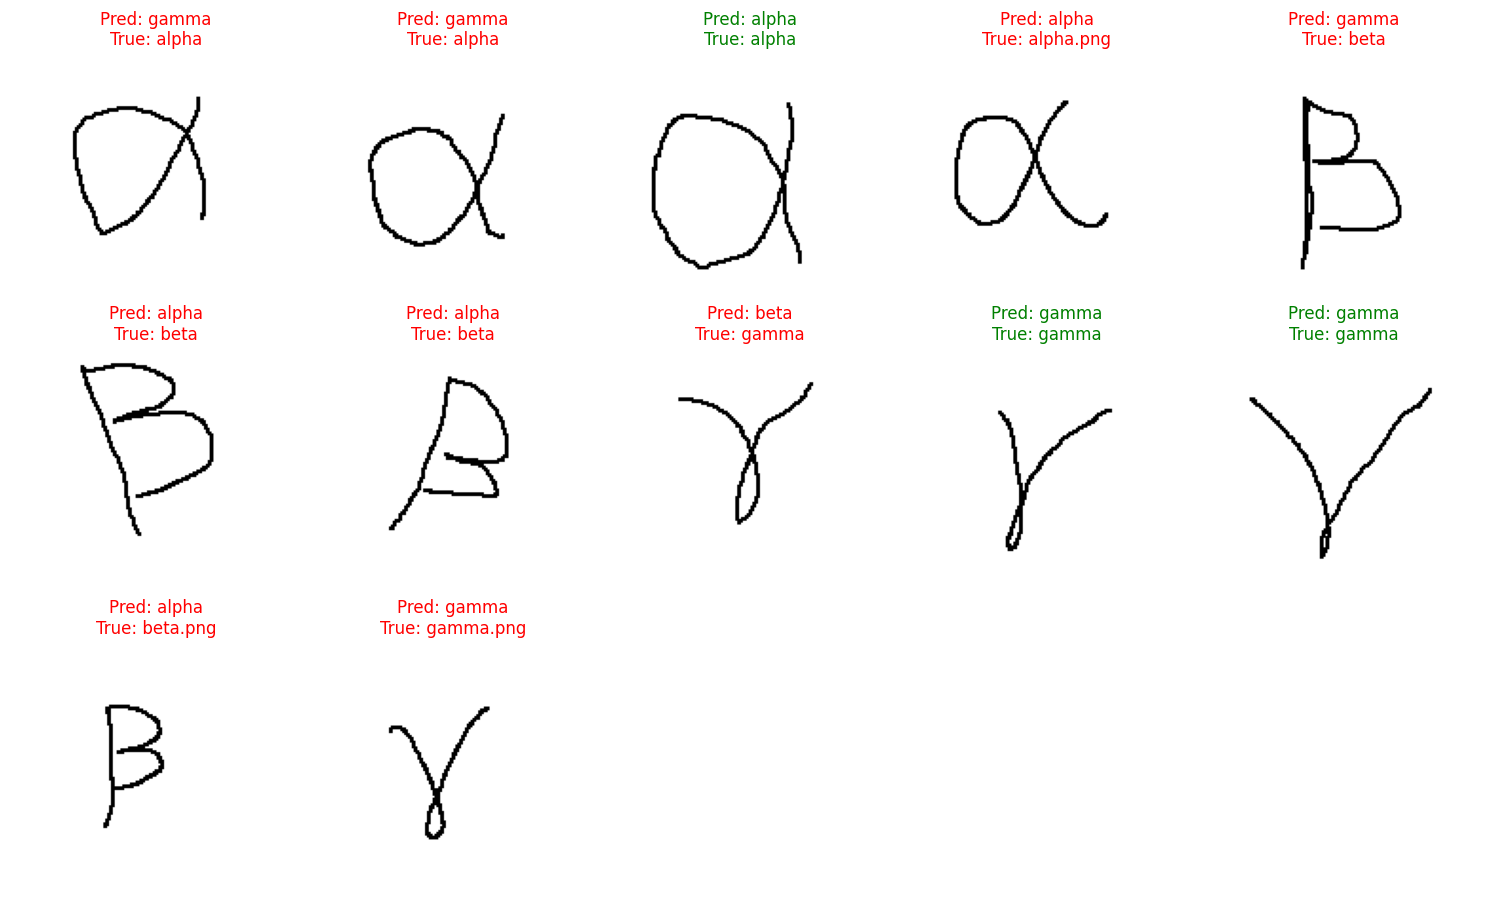 Pred: gamma
True: alpha
Pred: gamma
True: alpha
Pred: alpha
True: alpha
Pred: alpha
True: alpha.png
Pred: gamma
True: beta
α
α
α
α
β
Pred: alpha
True: beta
Pred: alpha
True: beta
Pred: beta
True: gamma
Pred: gamma
True: gamma
Pred: gamma
True: gamma
β
β
γ
γ
γ
Pred: alpha
True: beta.png
Pred: gamma
True: gamma.png
β
γ